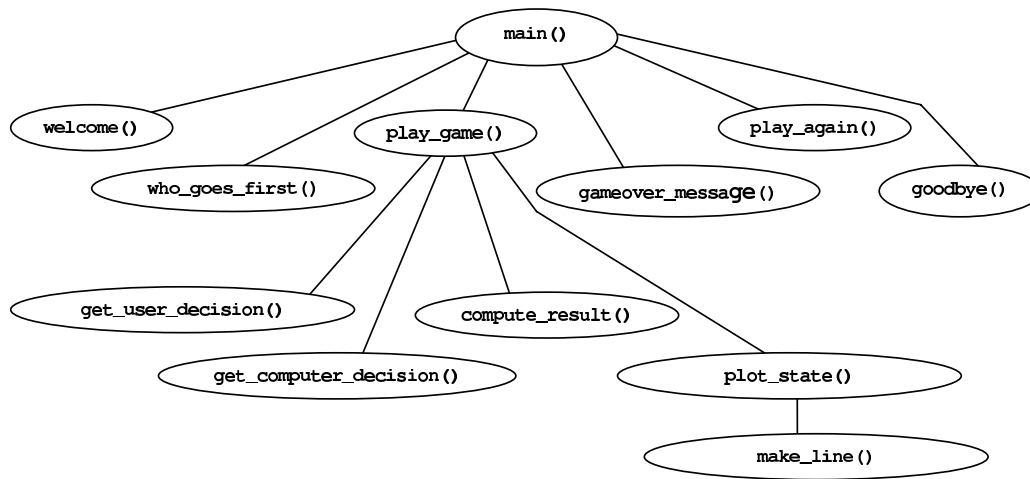 main()
welcome()
play_game()
play_again()
who_goes_first()
gameover_message()
goodbye()
get_user_decision()
compute_result()
get_computer_decision()
plot_state()
make_line()